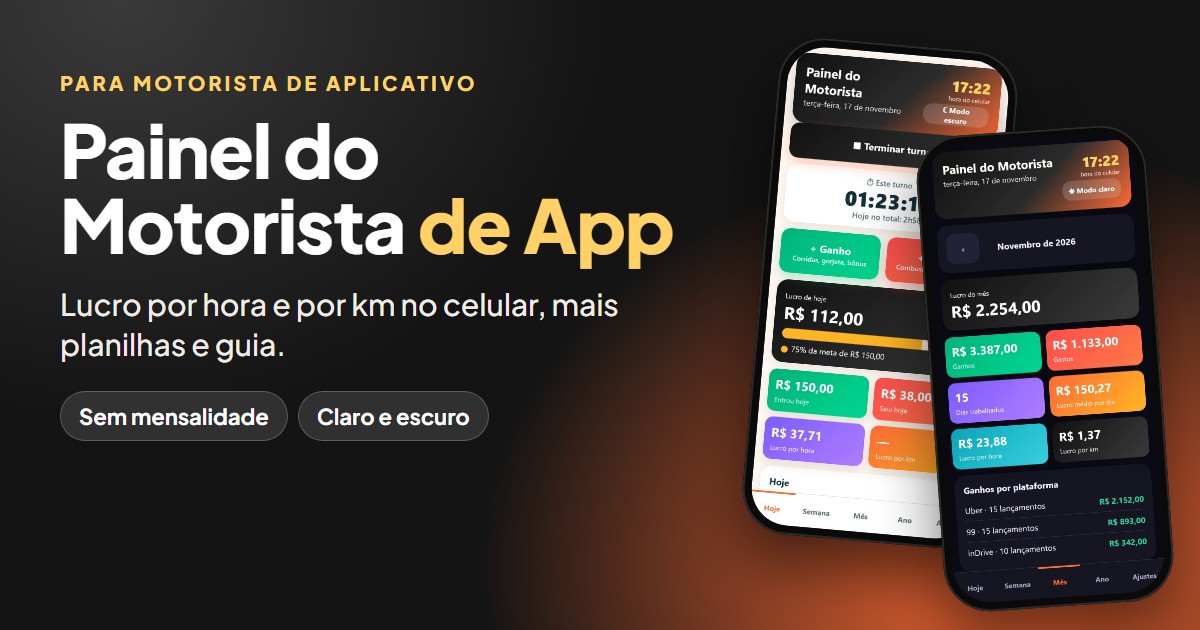 PARA MOTORISTA DE APLICATIVO
Painel do
Motorista de App
Lucro por hora e por km no celular, mais
planilhas e guia.
Sem mensalidade
Claro e escuro
Painel do
Motorista
terça-feira, 17 de novembro
17:22
hora do celular
☾ Modo
escuro
■ Terminar turn
⏱ Este turno
01:23:1
Hoje no total: 2h58
+ Ganho
Corridas, gorjeta, bônus
Combus
Lucro de hoje
R$ 112,00
75% da meta de R$ 150,00
R$ 150,00
Entrou hoje
R$ 38,00
Saiu hoje
R$ 37,71
Lucro por hora
—
Lucro por km
Hoje
Hoje
Semana
Mês
Ano
A
Painel do Motorista
terça-feira, 17 de novembro
17:22
hora do celular
☀ Modo claro
‹
Novembro de 2026
Lucro do mês
R$ 2.254,00
R$ 3.387,00
Ganhos
R$ 1.133,00
Gastos
15
Dias trabalhados
R$ 150,27
Lucro médio por dia
R$ 23,88
Lucro por hora
R$ 1,37
Lucro por km
Ganhos por plataforma
Uber · 15 lançamentos
R$ 2.152,00
99 · 15 lançamentos
R$ 893,00
inDrive · 10 lançamentos
R$ 342,00
Hoje
Semana
Mês
Ano
Ajustes